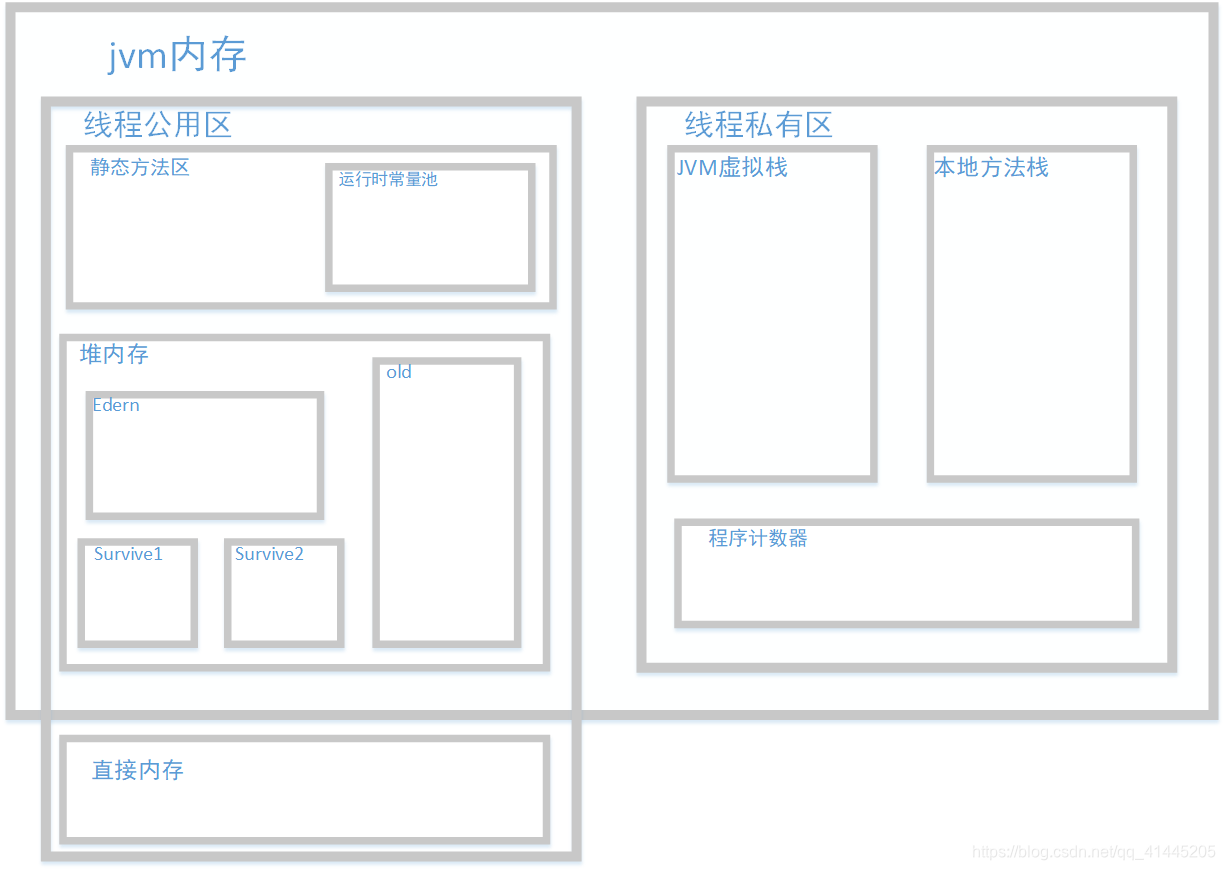 jvm内存
线程公用区
静态方法区
运行时常量池
堆内存
old
Edern
Survive1
Survive2
直接内存
线程私有区
JVM虚拟栈
本地方法栈
程序计数器
https://blog.csdn.net/qq_41445205